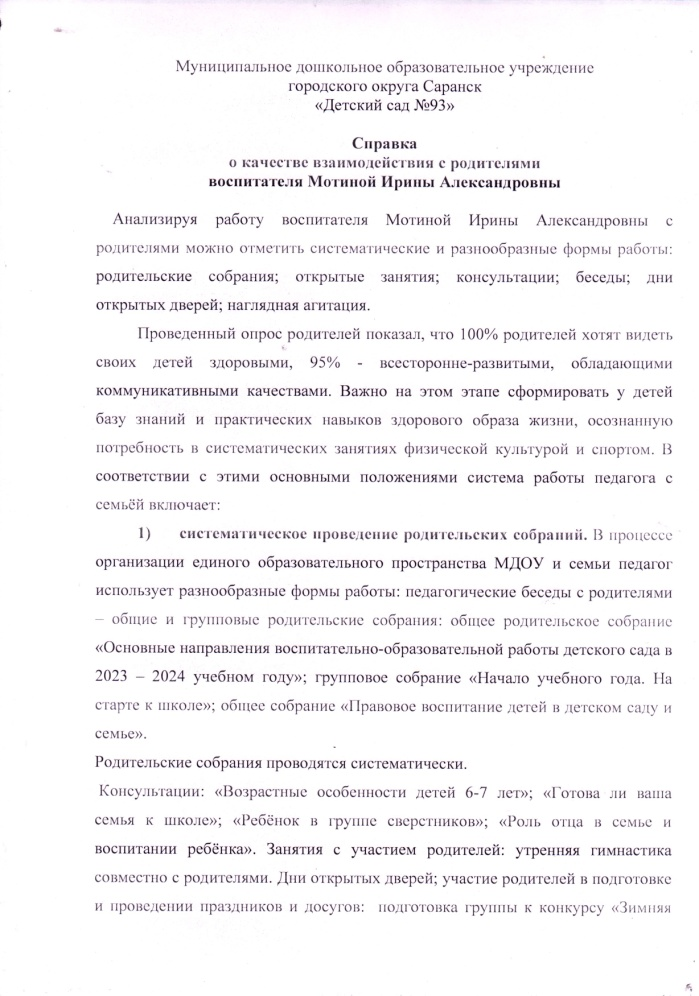 Муниципальное дошкольное образовательное учреждение
городского округа Саранск
«Детский сад №93»
Справка
о качестве взаимодействия с родителями
воспитателя Мотиной Ирины Александровны
Анализируя работу воспитателя Мотиной Ирины Александровны с
родителями можно отметить систематические и разнообразные формы работы:
родительские собрания; открытые занятия; консультации; беседы; дни
открытых дверей; наглядная агитация.
Проведенный опрос родителей показал, что 100% родителей хотят видеть
своих детей здоровыми, 95% - всесторонне-развитыми, обладающими
коммуникативными качествами. Важно на этом этапе сформировать у детей
базу знаний и практических навыков здорового образа жизни, осознанную
потребность в систематических занятиях физической культурой и спортом. В
соответствии с этими основными положениями система работы педагога с
семьёй включает:
1) систематическое проведение родительских собраний. В процессе
организации единого образовательного пространства МДОУ и семьи педагог
использует разнообразные формы работы: педагогические беседы с родителями
– общие и групповые родительские собрания: общее родительское собрание
«Основные направления воспитательно-образовательной работы детского сада в
2023 – 2024 учебном году»; групповое собрание «Начало учебного года. На
старте к школе»; общее собрание «Правовое воспитание детей в детском саду и
семье».
Родительские собрания проводятся систематически.
Консультации: «Возрастные особенности детей 6-7 лет»; «Готова ли ваша
семья к школе»; «Ребёнок в группе сверстников»; «Роль отца в семье и
воспитании ребёнка». Занятия с участием родителей: утренняя гимнастика
совместно с родителями. Дни открытых дверей; участие родителей в подготовке
и проведении праздников и досугов: подготовка группы к конкурсу «Зимняя